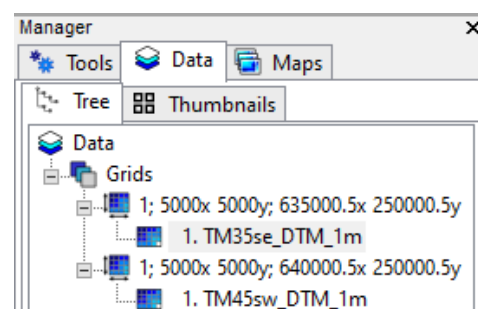 Manager
Tools Data Maps
Tree Thumbnails
Data
Grids
1; 5000x 5000y; 635000.5x 250000.5y
1. TM35se_DTM_1m
1; 5000x 5000y; 640000.5x 250000.5y
1. TM45sw_DTM_1m